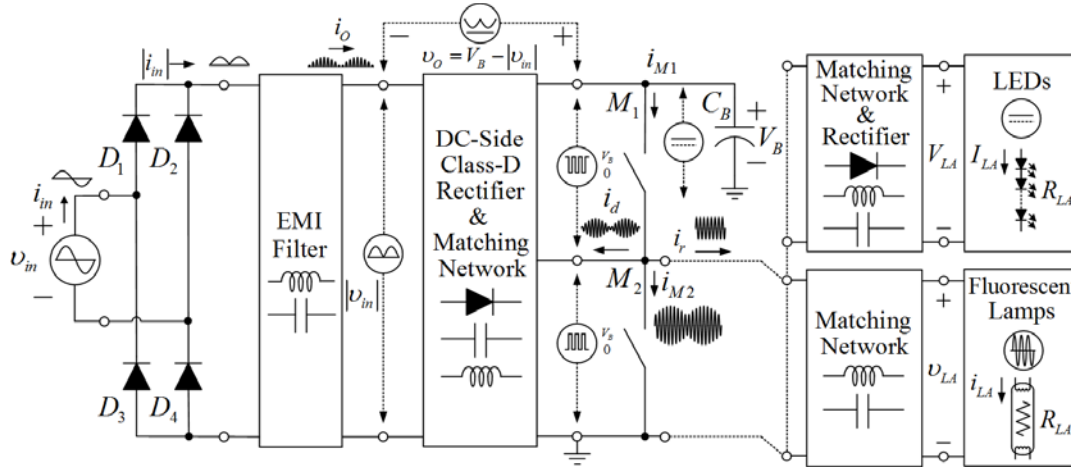 |i_in|
i_O
υ_O = V_B − |υ_in|
−
+
D_1
D_2
i_in
+
υ_in
−
D_3
D_4
EMI
Filter
|υ_in|
DC-Side
Class-D
Rectifier
&
Matching
Network
V_B
0
i_d
V_B
0
i_M1
M_1
C_B
+
V_B
−
i_r
M_2
i_M2
Matching
Network
&
Rectifier
+
V_LA
−
LEDs
I_LA
R_LA
Matching
Network
+
υ_LA
−
Fluorescen
Lamps
i_LA
R_LA